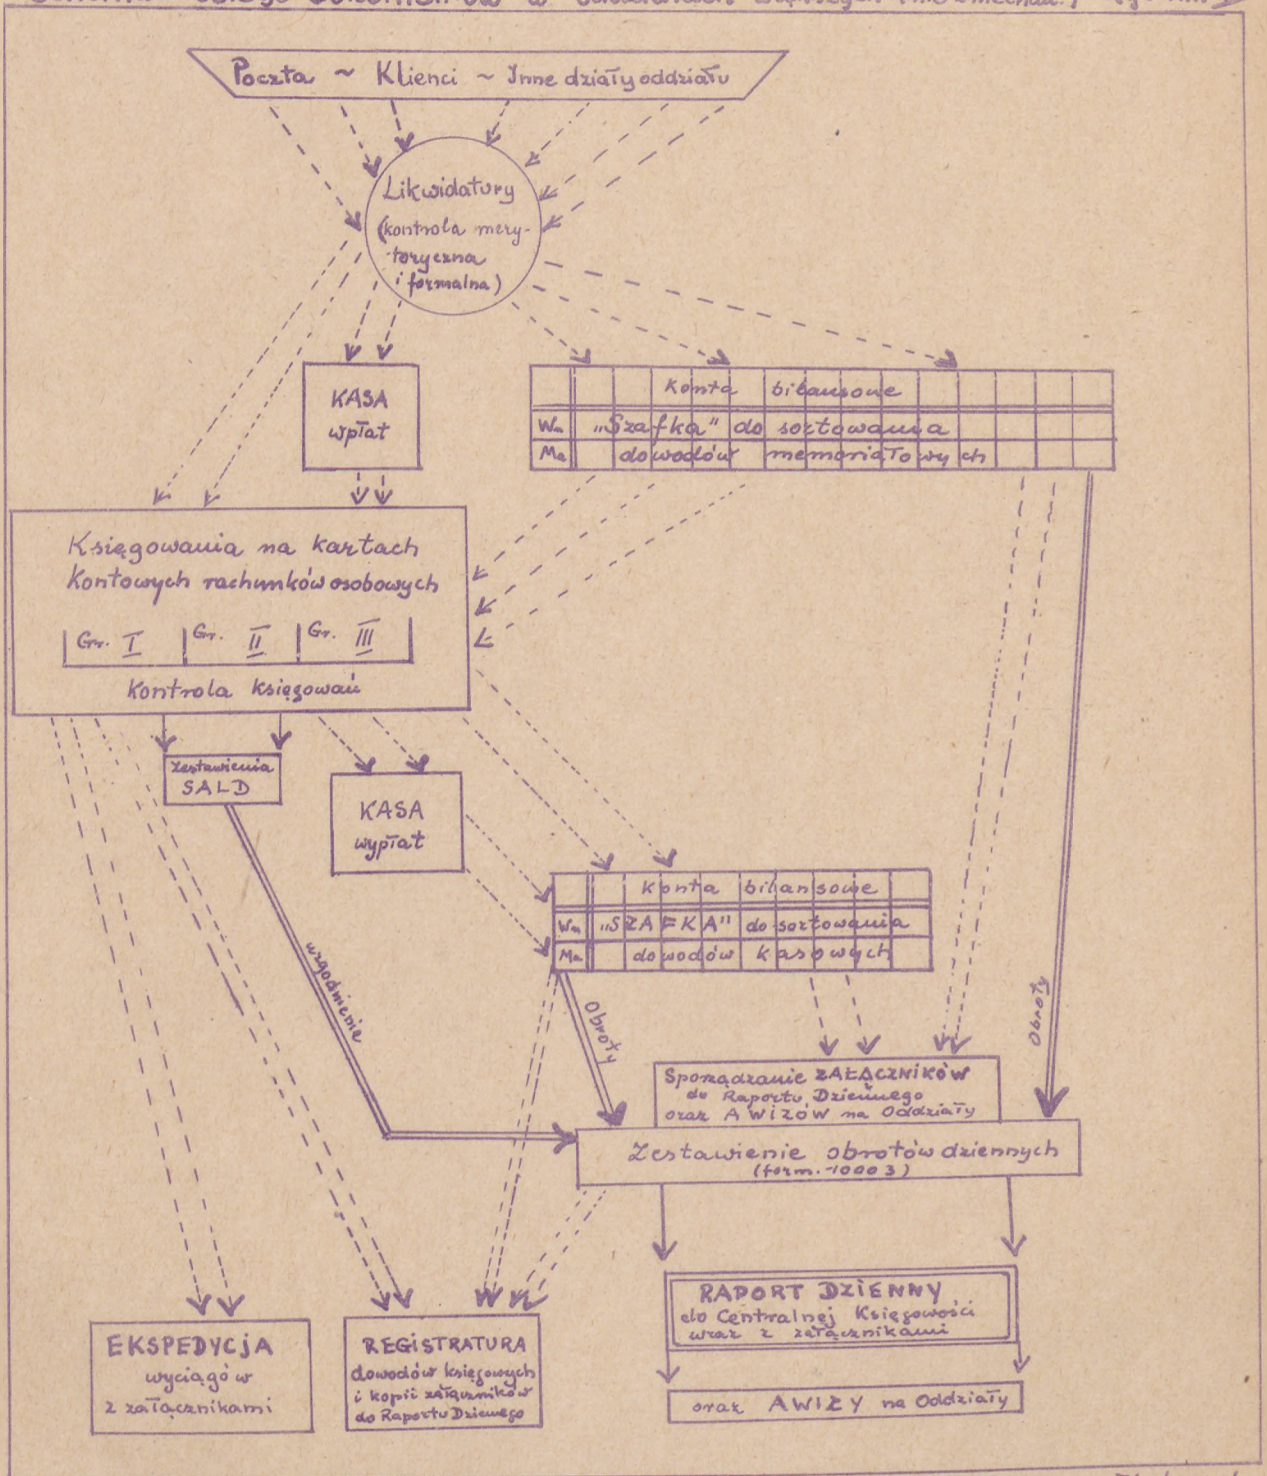 obiegu dokumentów w oddziałach
Poczta ~ Klienci ~ Inne działy oddziału
Likwidatury
(kontrola mery-
toryczna
i formalna)
KASA
wpłat
konta bilansowe
Wn „Szafka" do sortowania
Ma dowodów memoriałowych
Księgowania na kartach
kontowych rachunków osobowych
Gr. I Gr. II Gr. III
Kontrola księgowań
Zestawienia
SALD
KASA
wypłat
konta bilansowe
Wn „SZAFKA" do sortowania
Ma dowodów kasowych
uzgodnienie
Obroty
Obroty
Sporządzanie ZAŁĄCZNIKÓW
do Raportu Dziennego
oraz AWIZÓW na Oddziały
Zestawienie obrotów dziennych
(form.-10003)
RAPORT DZIENNY
do Centralnej Księgowości
wraz z załącznikami
EKSPEDYCJA
wyciągów
z załącznikami
REGISTRATURA
dowodów księgowych
i kopii załączników
do Raportu Dziennego
oraz AWIZY na Oddziały